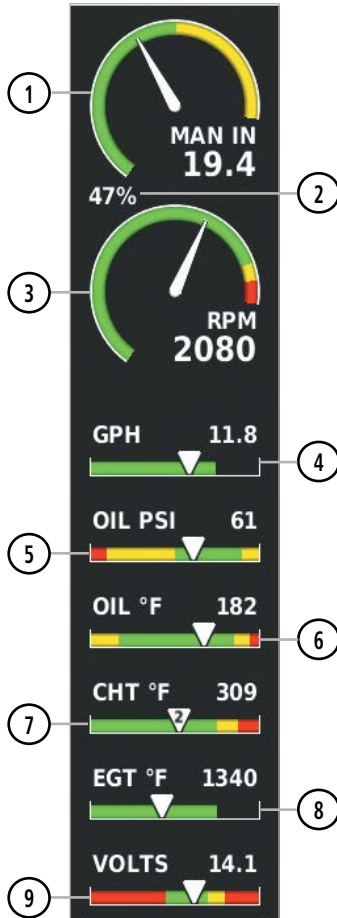 1
MAN IN
19.4
47%
2
3
RPM
2080
GPH 11.8
4
OIL PSI 61
5
OIL °F 182
6
CHT °F 309
2
7
EGT °F 1340
8
VOLTS 14.1
9